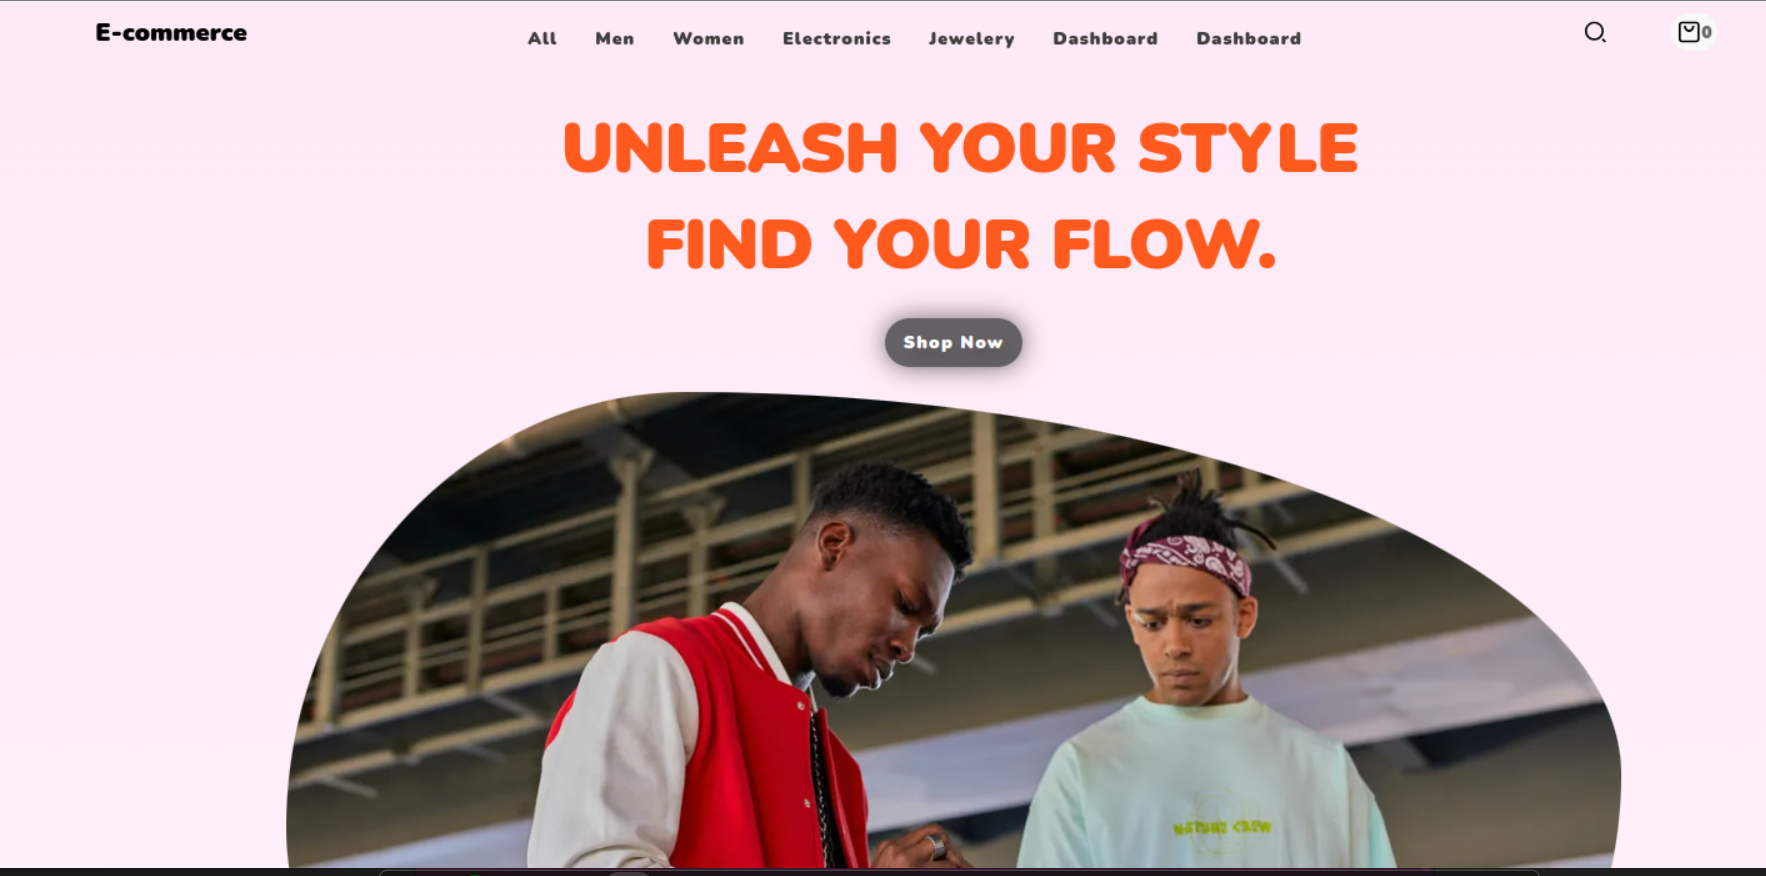 E-commerce
All Men Women Electronics Jewelery Dashboard Dashboard
0
UNLEASH YOUR STYLE
FIND YOUR FLOW.
Shop Now
NATURE CREW